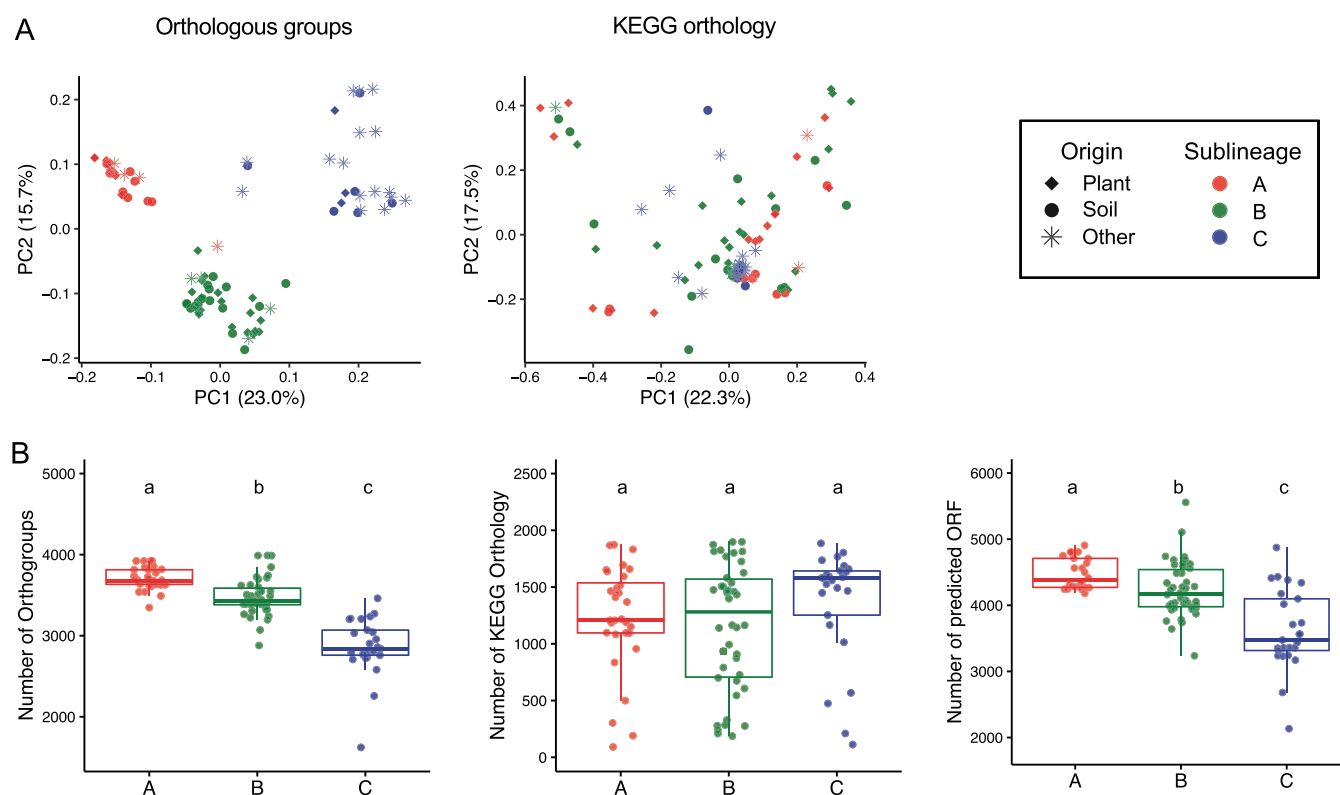 A
Orthologous groups
KEGG orthology
PC2 (15.7%)
0.2
0.1
0.0
−0.1
−0.2
−0.2
−0.1
0.0
0.1
0.2
PC1 (23.0%)
PC2 (17.5%)
0.4
0.2
0.0
−0.2
−0.6
−0.4
−0.2
0.0
0.2
0.4
PC1 (22.3%)
Origin
Plant
Soil
Other
Sublineage
A
B
C
B
Number of Orthogroups
5000
4000
3000
2000
a
b
c
A
B
C
Number of KEGG Orthology
2500
2000
1500
1000
500
0
a
a
a
A
B
C
Number of predicted ORF
6000
5000
4000
3000
2000
a
b
c
A
B
C